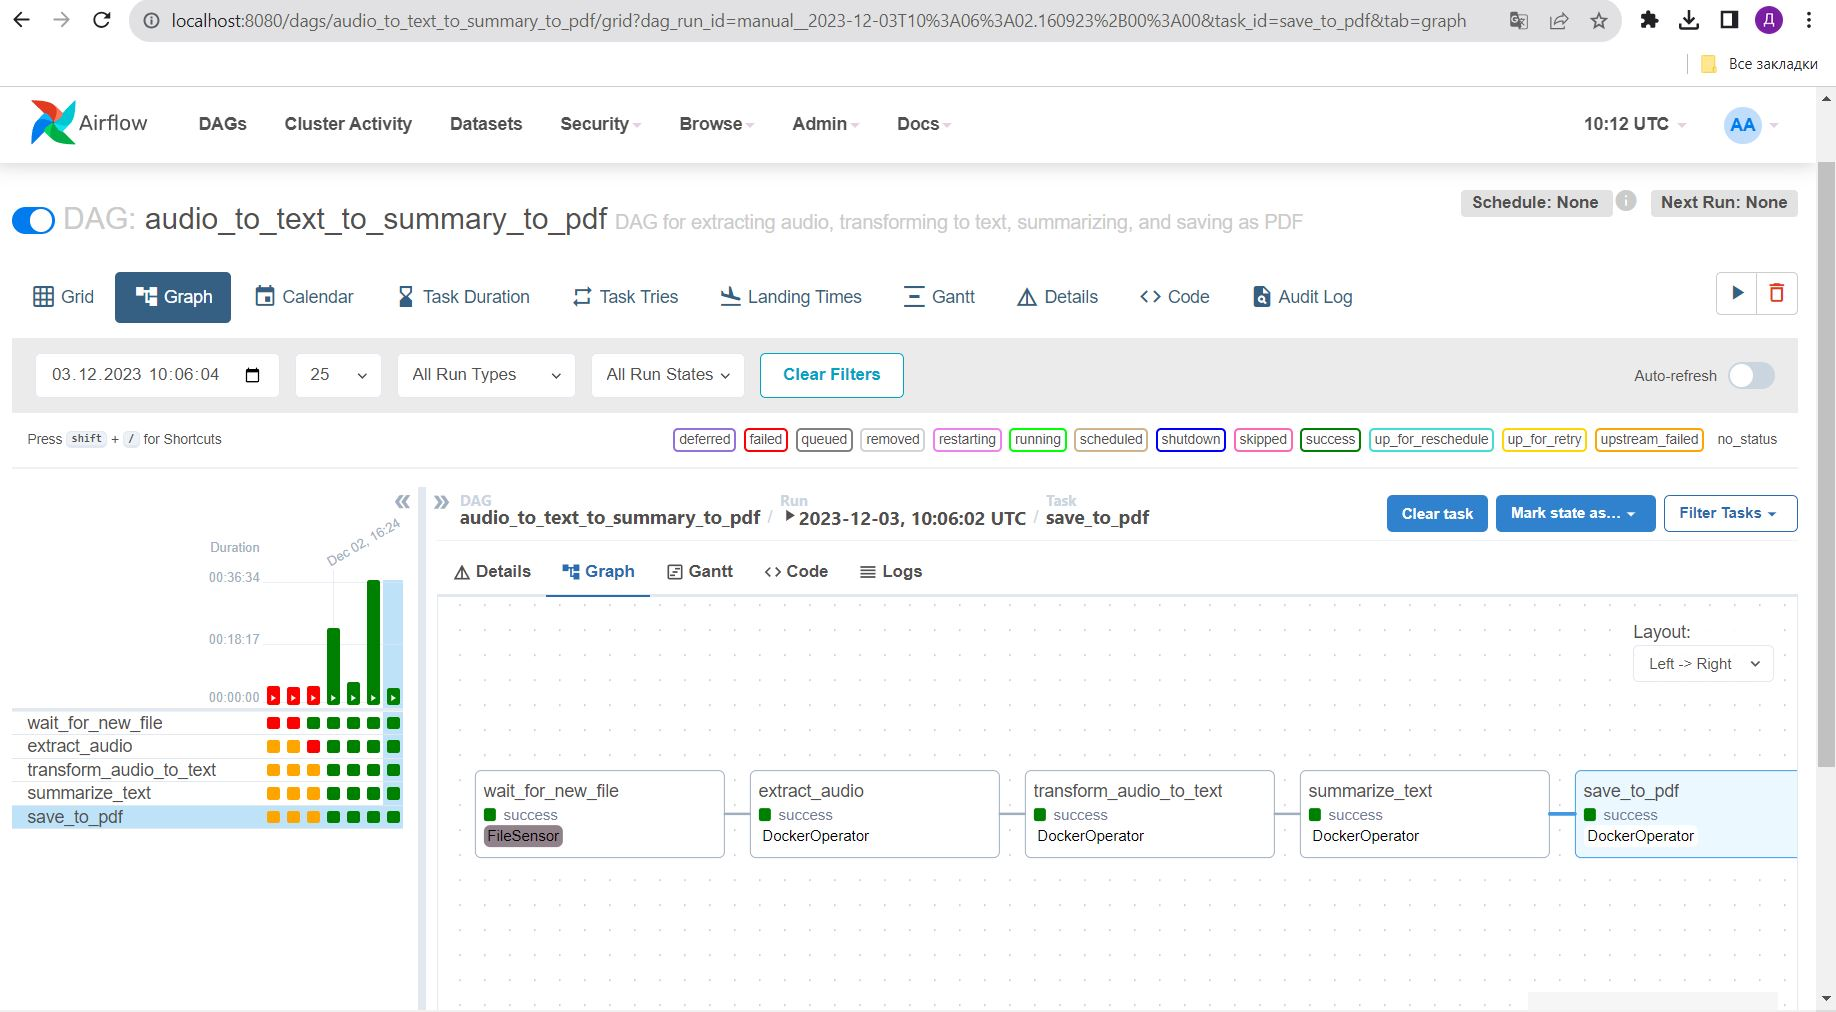 localhost:8080/dags/audio_to_text_to_summary_to_pdf/grid?dag_run_id=manual__2023-12-03T10%3A06%3A02.160923%2B00%3A00&task_id=save_to_pdf&tab=graph
Д
Все закладки
Airflow DAGs Cluster Activity Datasets Security Browse Admin Docs 10:12 UTC AA
Schedule: None i Next Run: None
DAG: audio_to_text_to_summary_to_pdf DAG for extracting audio, transforming to text, summarizing, and saving as PDF
Grid Graph Calendar Task Duration Task Tries Landing Times Gantt Details Code Audit Log
03.12.2023 10:06:04 25 All Run Types All Run States Clear Filters Auto-refresh
Press shift + / for Shortcuts deferred failed queued removed restarting running scheduled shutdown skipped success up_for_reschedule up_for_retry upstream_failed no_status
DAG Run Task
audio_to_text_to_summary_to_pdf / 2023-12-03, 10:06:02 UTC / save_to_pdf
Clear task Mark state as... Filter Tasks
Details Graph Gantt Code Logs
Duration
Dec 02, 16:24
00:36:34
00:18:17
00:00:00
wait_for_new_file
extract_audio
transform_audio_to_text
summarize_text
save_to_pdf
Layout:
Left -> Right
wait_for_new_file
success
FileSensor
extract_audio
success
DockerOperator
transform_audio_to_text
success
DockerOperator
summarize_text
success
DockerOperator
save_to_pdf
success
DockerOperator